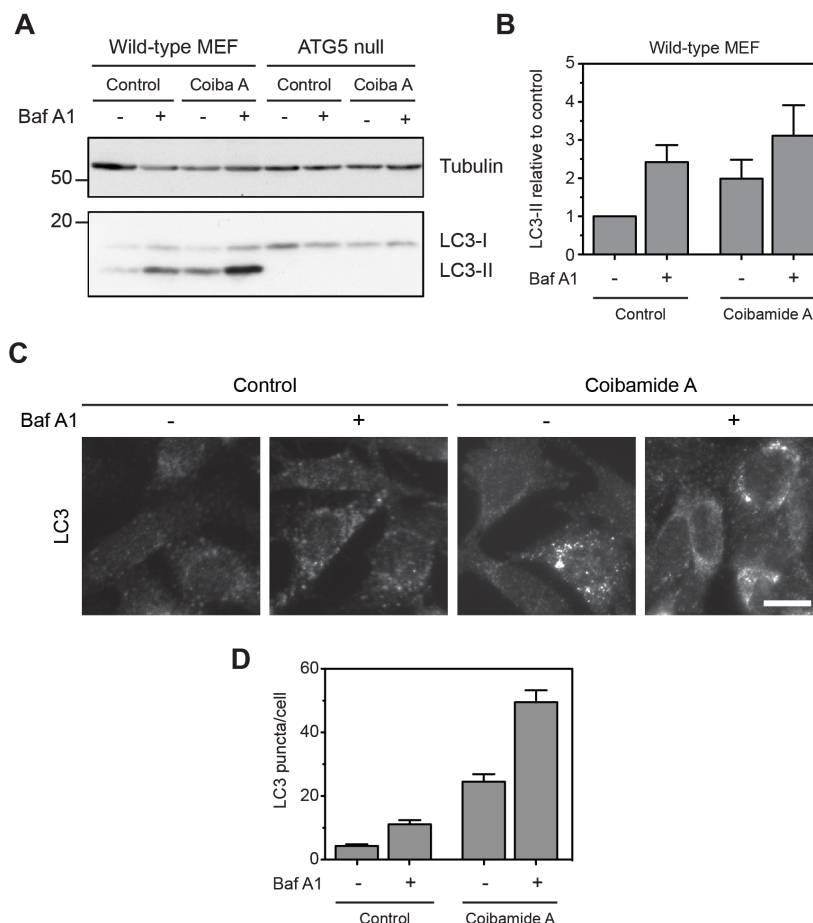 A
Wild-type MEF ATG5 null
Control Coiba A Control Coiba A
Baf A1 - + - + - + - +
50 Tubulin
20
LC3-I
LC3-II
B
Wild-type MEF
LC3-II relative to control
5
4
3
2
1
0
Baf A1 - + - +
Control Coibamide A
C
Control Coibamide A
Baf A1 - + - +
LC3
D
LC3 puncta/cell
60
40
20
0
Baf A1 - + - +
Control Coibamide A